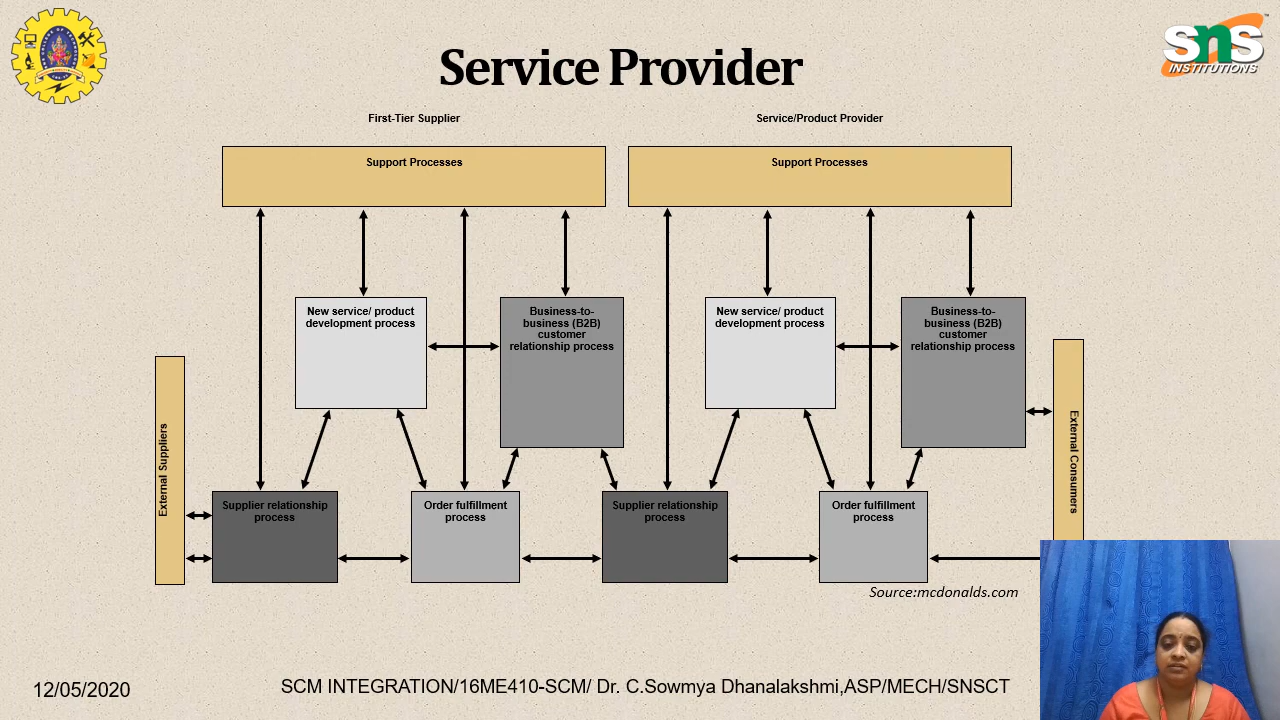 sns
INSTITUTIONS
Service Provider
First-Tier Supplier
Service/Product Provider
Support Processes
Support Processes
New service/ product
development process
Business-to-
business (B2B)
customer
relationship process
New service/ product
development process
Business-to-
business (B2B)
customer
relationship process
External Suppliers
External Consumers
Supplier relationship
process
Order fulfillment
process
Supplier relationship
process
Order fulfillment
process
Source:mcdonalds.com
12/05/2020
SCM INTEGRATION/16ME410-SCM/ Dr. C.Sowmya Dhanalakshmi,ASP/MECH/SNSCT